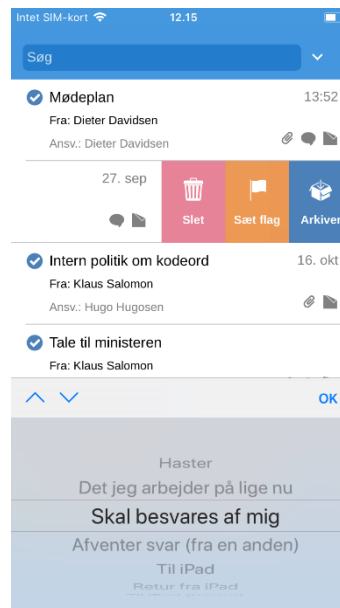 Intet SIM-kort 12.15
Søg
Mødeplan 13:52
Fra: Dieter Davidsen
Ansv.: Dieter Davidsen
27. sep
Slet Sæt flag Arkiver
Intern politik om kodeord 16. okt
Fra: Klaus Salomon
Ansv.: Hugo Hugosen
Tale til ministeren
Fra: Klaus Salomon
OK
Haster
Det jeg arbejder på lige nu
Skal besvares af mig
Afventer svar (fra en anden)
Til iPad
Retur fra iPad